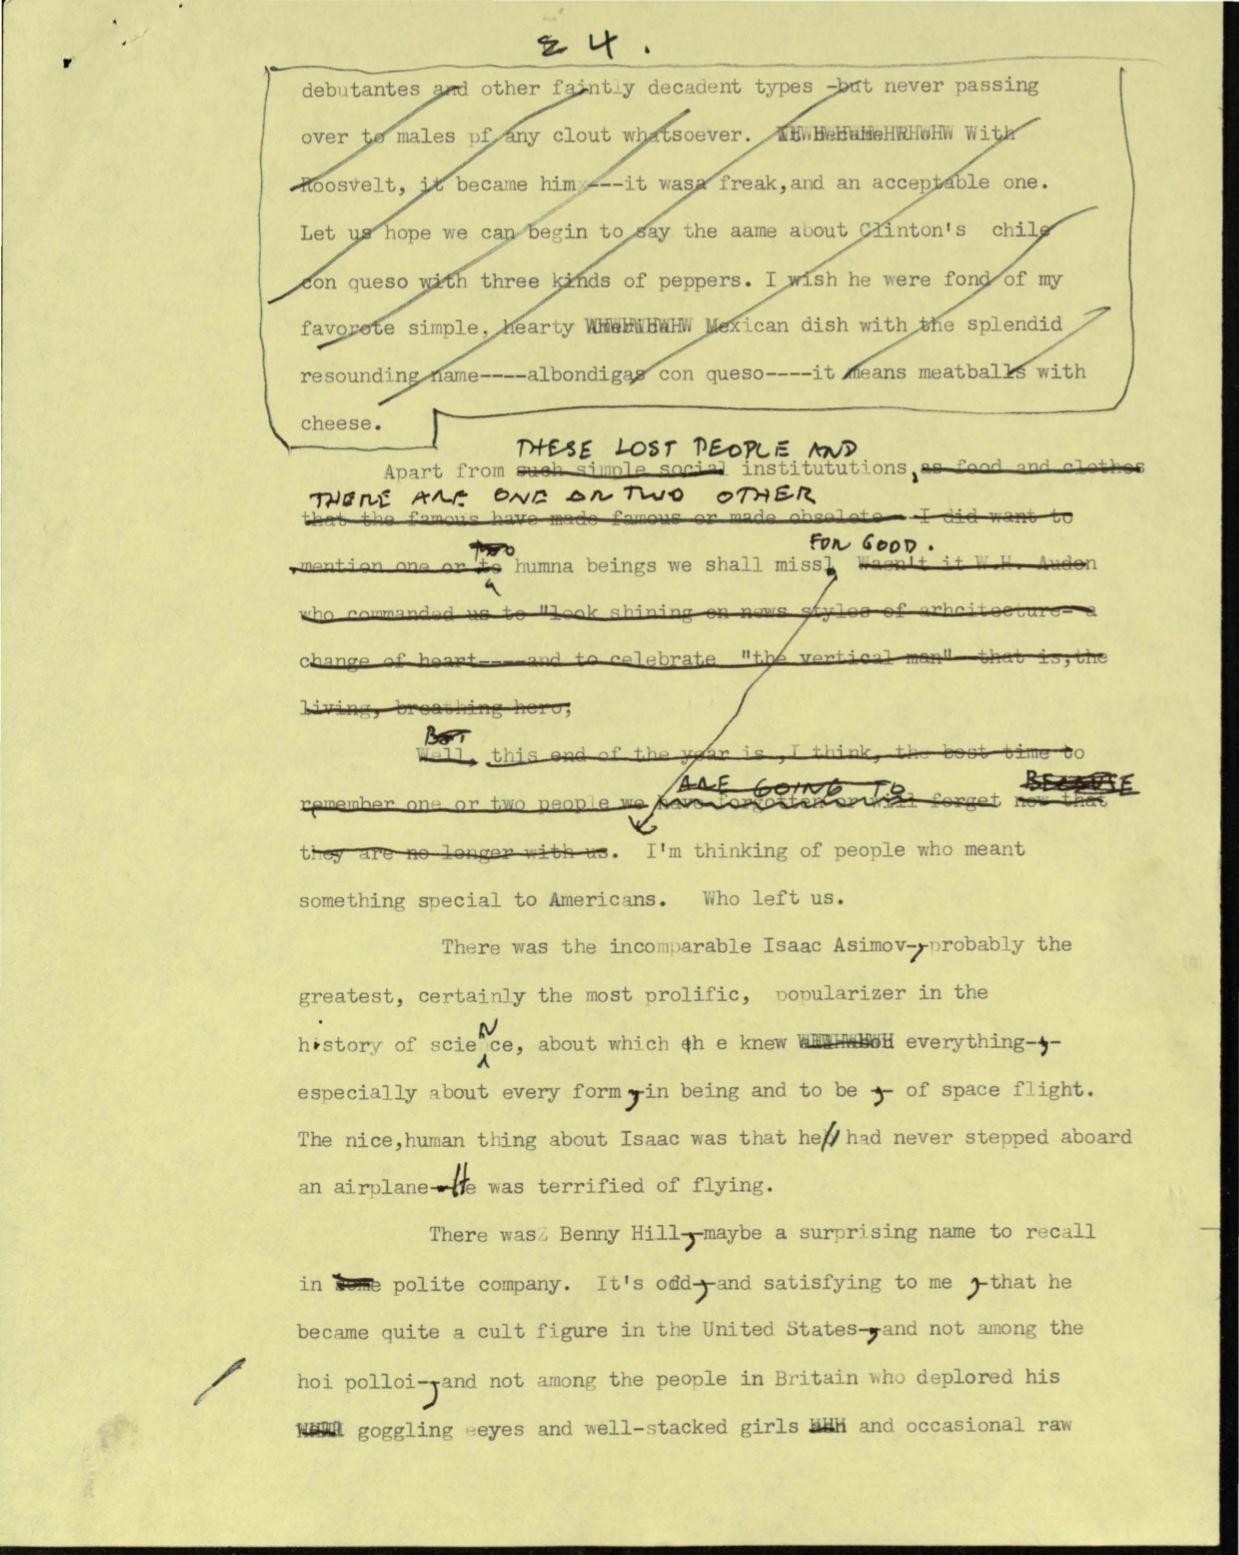 4.
debutantes and other faintly decadent types -but never passing
over to males pf any clout whatsoever. With
Roosvelt, it became him ---it wasa freak,and an acceptable one.
Let us hope we can begin to say the aame about Clinton's chile
con queso with three kinds of peppers. I wish he were fond of my
favorote simple, hearty Mexican dish with the splendid
resounding name----albondigas con queso----it means meatballs with
cheese.
THESE LOST PEOPLE AND
Apart from such simple social institututions, as food and clothes
THERE ARE ONE OR TWO OTHER
that the famous have made famous or made obsolete- I did want to
TWO FOR GOOD.
mention one or to humna beings we shall miss, Wasn't it W.H. Auden
who commanded us to "look shining on news styles of arhcitecture- a
change of heart----and to celebrate "the vertical man"--that is,the
living, breathing hero,
BUT
Well, this end of the year is ,I think, the best time to
ARE GOING TO BECAUSE
remember one or two people we have forgotten or will forget now that
they are no longer with us. I'm thinking of people who meant
something special to Americans. Who left us.
There was the incomparable Isaac Asimov-,probably the
greatest, certainly the most prolific, popularizer in the
N
history of scie ce, about which h e knew everything-,-
especially about every form ,in being and to be , of space flight.
The nice,human thing about Isaac was that he// had never stepped aboard
an airplane-He was terrified of flying.
There was Benny Hill,-maybe a surprising name to recall
in some polite company. It's odd,-and satisfying to me ,-that he
became quite a cult figure in the United States-,and not among the
hoi polloi-,and not among the people in Britain who deplored his
goggling eeyes and well-stacked girls and occasional raw